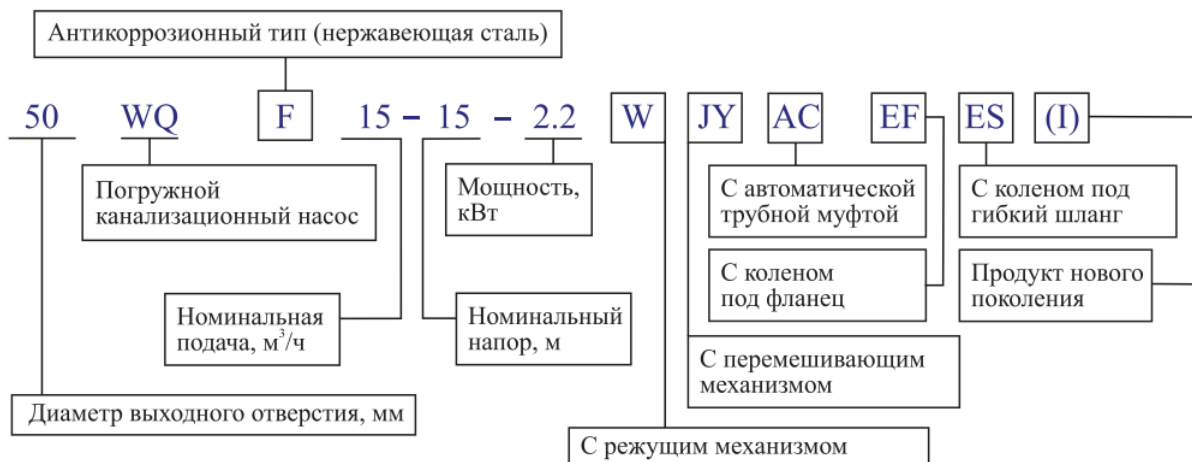 Антикоррозионный тип (нержавеющая сталь)
50 WQ F 15 – 15 – 2.2 W JY AC EF ES (I)
Погружной
канализационный насос
Мощность,
кВт
С автоматической
трубной муфтой
С коленом под
гибкий шланг
Номинальная
подача, м³/ч
Номинальный
напор, м
С коленом
под фланец
Продукт нового
поколения
С перемешивающим
механизмом
Диаметр выходного отверстия, мм
С режущим механизмом